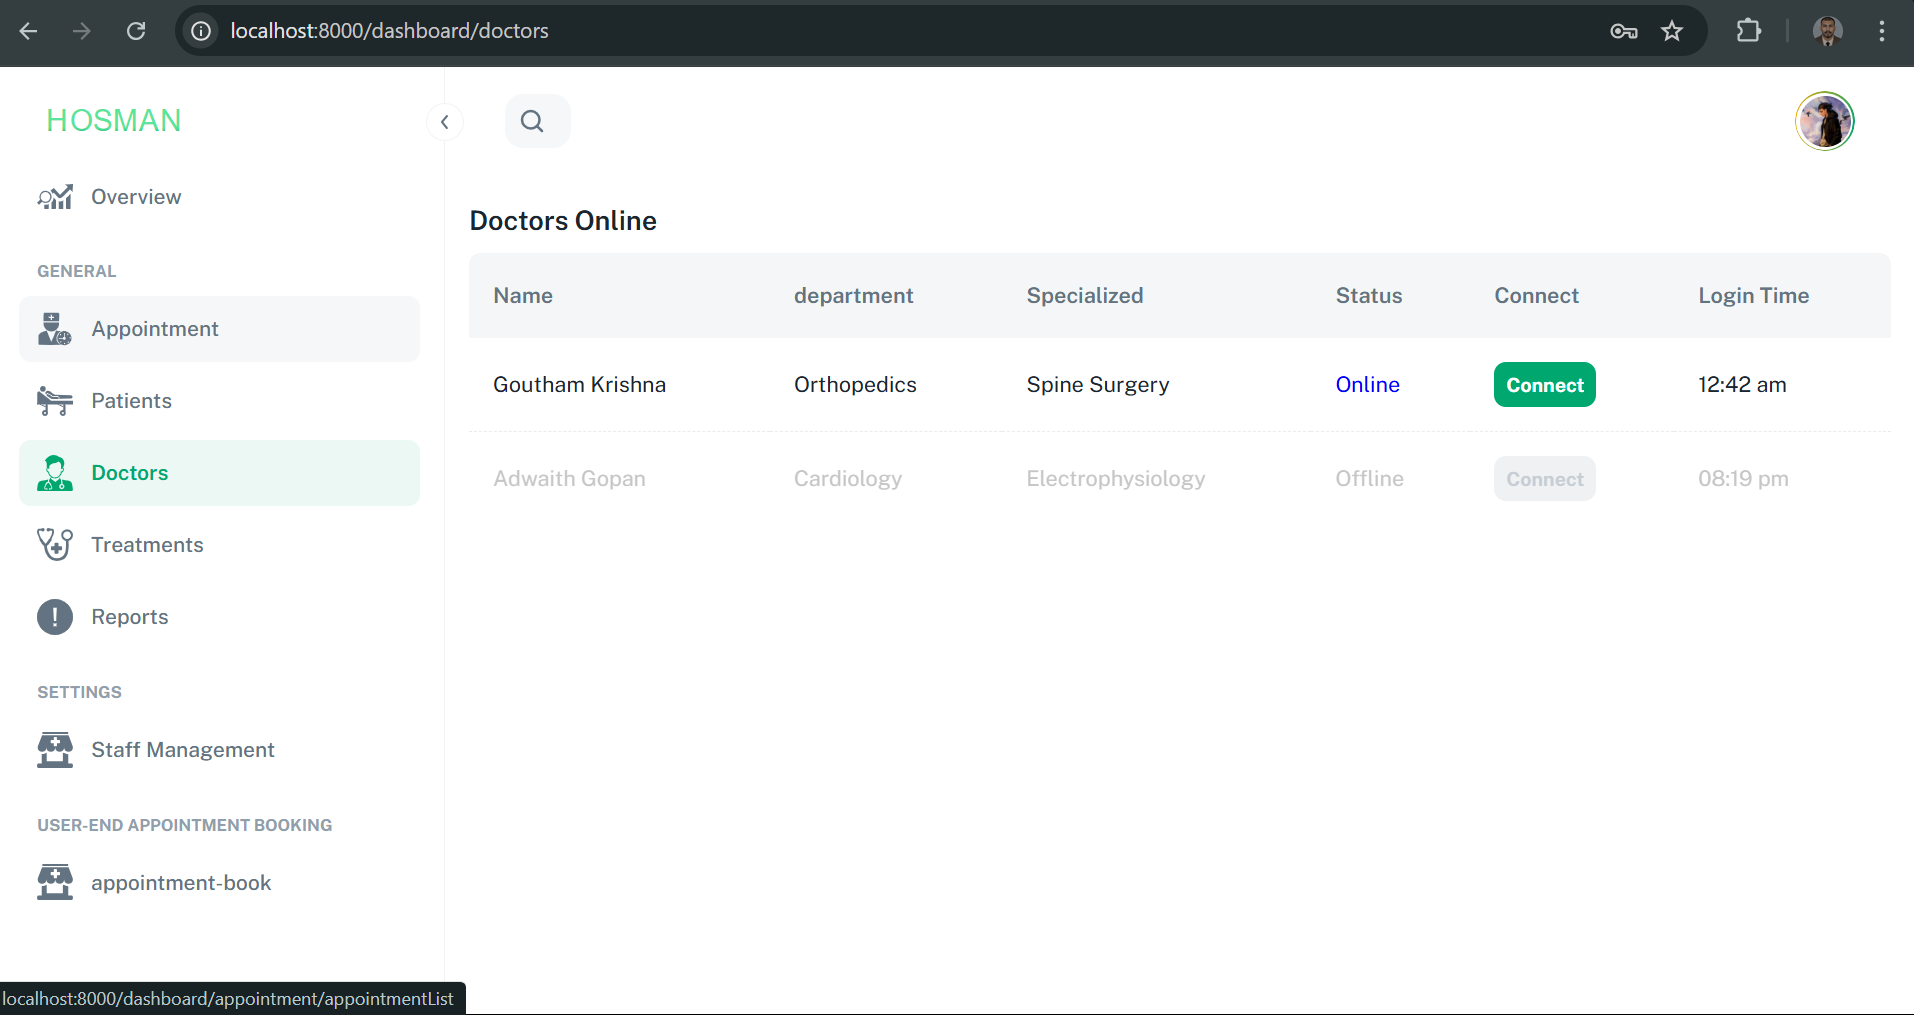 localhost:8000/dashboard/doctors
HOSMAN
Overview
GENERAL
Appointment
Patients
Doctors
Treatments
Reports
SETTINGS
Staff Management
USER-END APPOINTMENT BOOKING
appointment-book
Doctors Online
Name department Specialized Status Connect Login Time
Goutham Krishna Orthopedics Spine Surgery Online Connect 12:42 am
Adwaith Gopan Cardiology Electrophysiology Offline Connect 08:19 pm
localhost:8000/dashboard/appointment/appointmentList